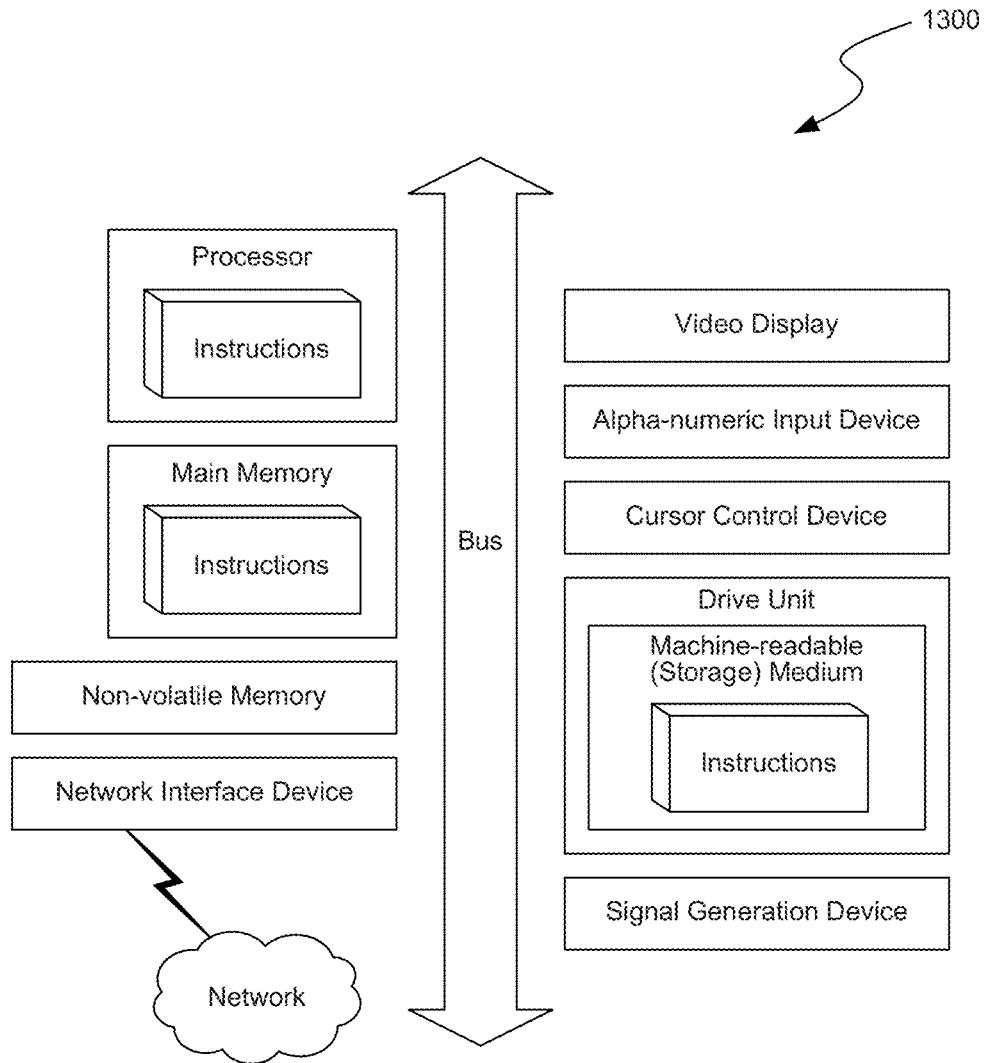 1300
Processor
Instructions
Main Memory
Instructions
Non-volatile Memory
Network Interface Device
Network
Bus
Video Display
Alpha-numeric Input Device
Cursor Control Device
Drive Unit
Machine-readable
(Storage) Medium
Instructions
Signal Generation Device